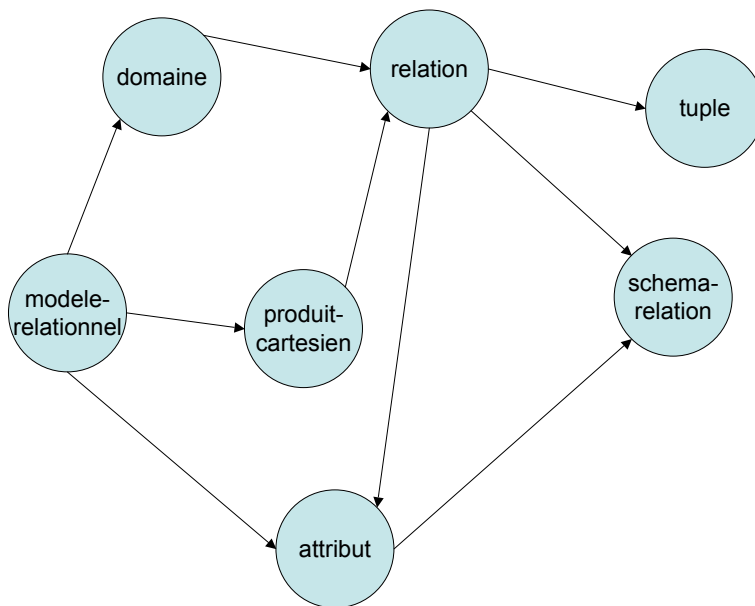 domaine
relation
tuple
modele-
relationnel
produit-
cartesien
schema-
relation
attribut